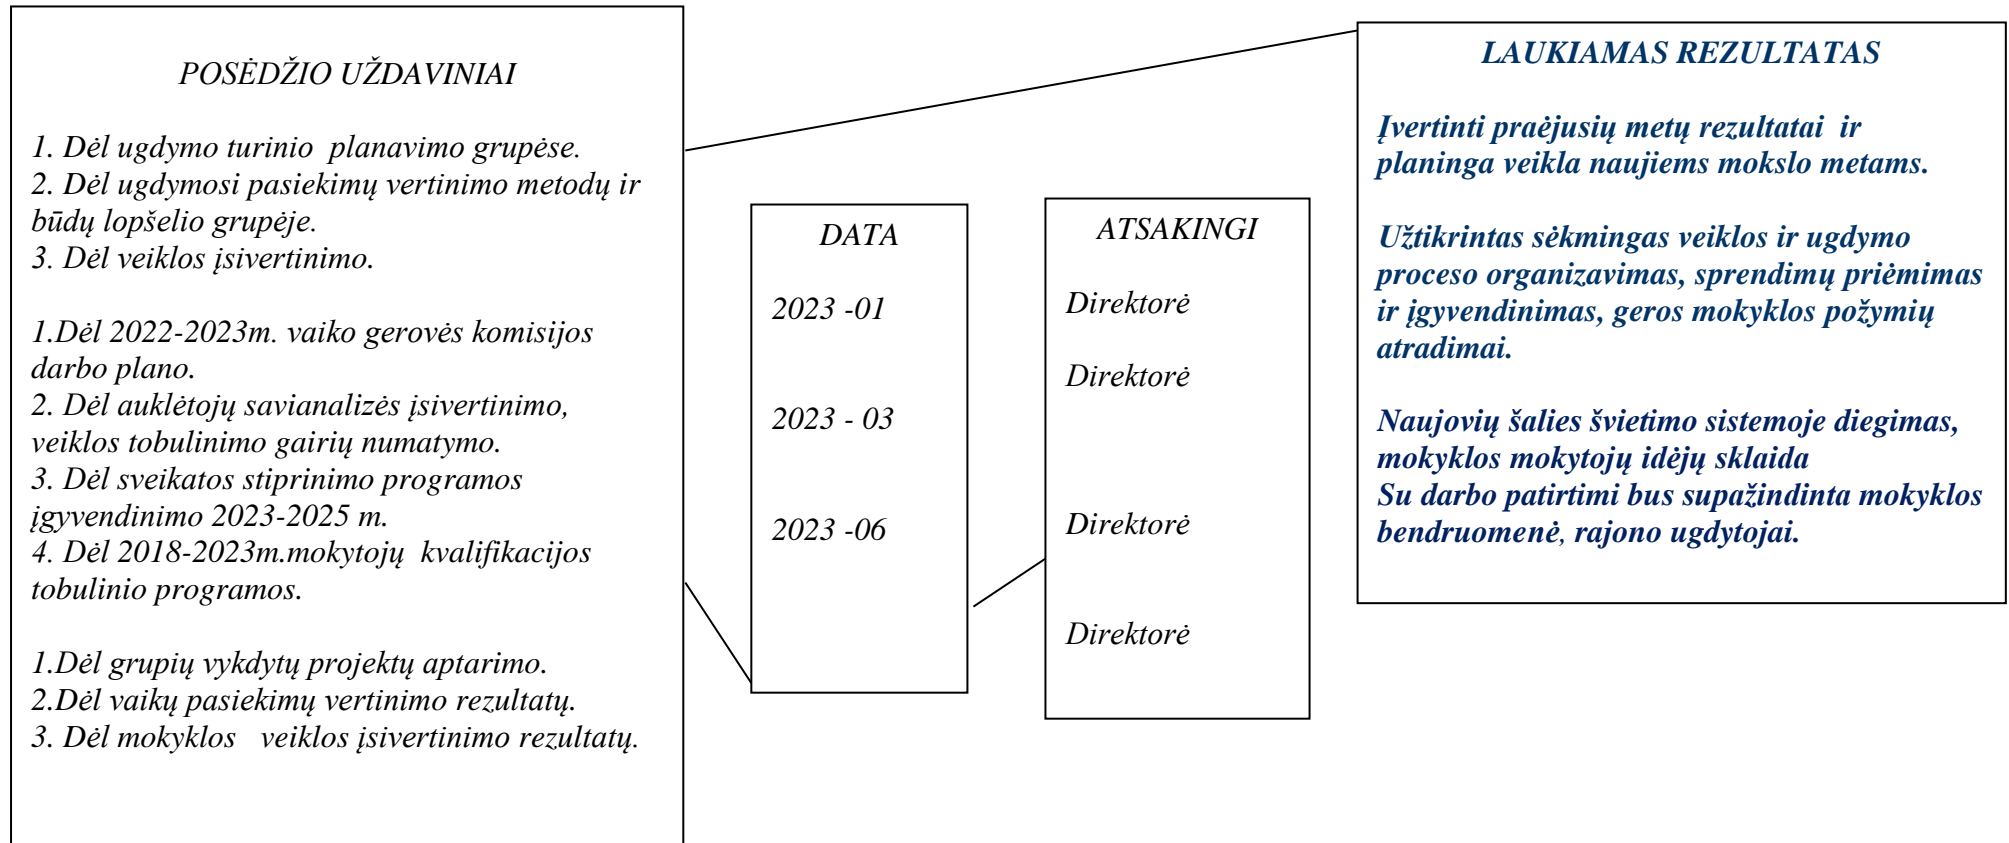 POSĖDŽIO UŽDAVINIAI
1. Dėl ugdymo turinio planavimo grupėse.
2. Dėl ugdymosi pasiekimų vertinimo metodų ir
būdų lopšelio grupėje.
3. Dėl veiklos įsivertinimo.
1.Dėl 2022-2023m. vaiko gerovės komisijos
darbo plano.
2. Dėl auklėtojų savianalizės įsivertinimo,
veiklos tobulinimo gairių numatymo.
3. Dėl sveikatos stiprinimo programos
įgyvendinimo 2023-2025 m.
4. Dėl 2018-2023m.mokytojų kvalifikacijos
tobulinio programos.
1.Dėl grupių vykdytų projektų aptarimo.
2.Dėl vaikų pasiekimų vertinimo rezultatų.
3. Dėl mokyklos veiklos įsivertinimo rezultatų.
DATA
2023 -01
2023 - 03
2023 -06
ATSAKINGI
Direktorė
Direktorė
Direktorė
Direktorė
LAUKIAMAS REZULTATAS
Įvertinti praėjusių metų rezultatai ir
planinga veikla naujiems mokslo metams.
Užtikrintas sėkmingas veiklos ir ugdymo
proceso organizavimas, sprendimų priėmimas
ir įgyvendinimas, geros mokyklos požymių
atradimai.
Naujovių šalies švietimo sistemoje diegimas,
mokyklos mokytojų idėjų sklaida
Su darbo patirtimi bus supažindinta mokyklos
bendruomenė, rajono ugdytojai.